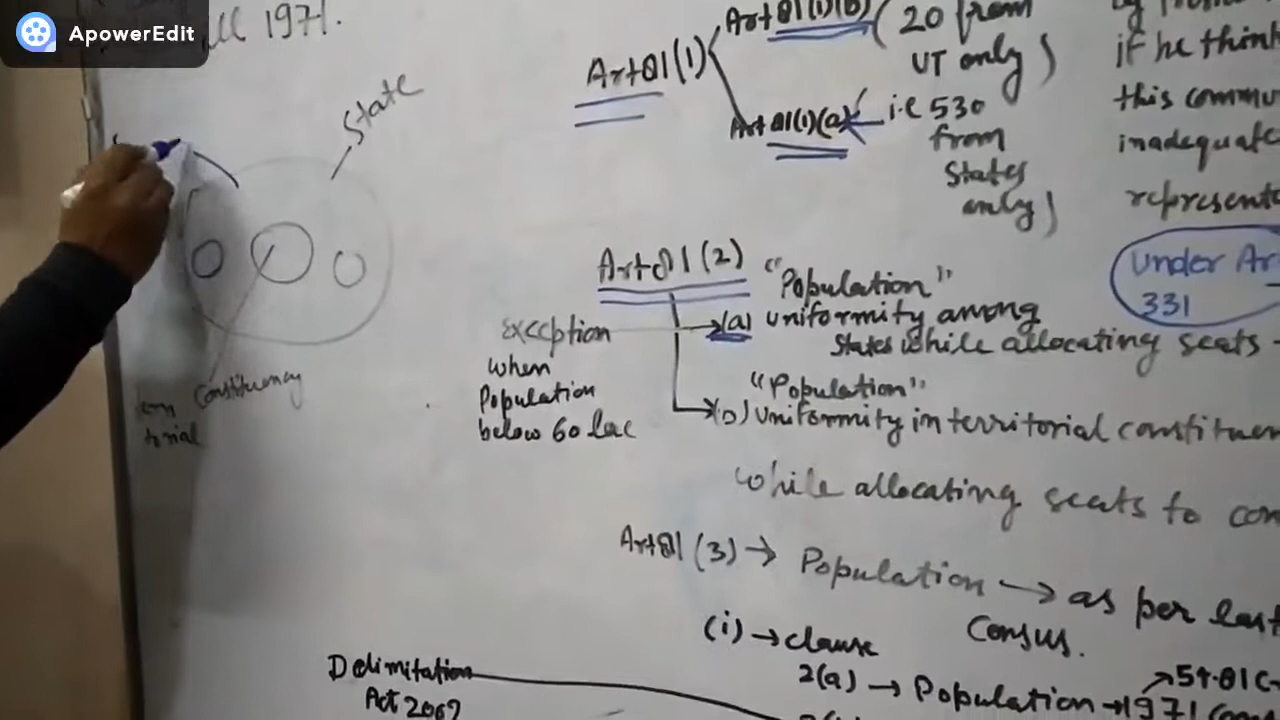 ApowerEdit
1971.
State
Constituency
torial
Art 81(1)
Art 81(1)(b) ( 20 from
UT only )
Art 81(1)(a) i.e 530
from
States
only )
if he think
this commu
inadequate
represent
Under Ar
331
Art 81(2)
"Population"
(a) uniformity among
States while allocating seats
exception
when
Population
below 60 lac
"Population"
(b) Uniformity in territorial constituen
while allocating seats to con
Art 81 (3) → Population → as per last
Census.
(i) → clause
2(a) → Population → 1971
Delimitation
Act 2002